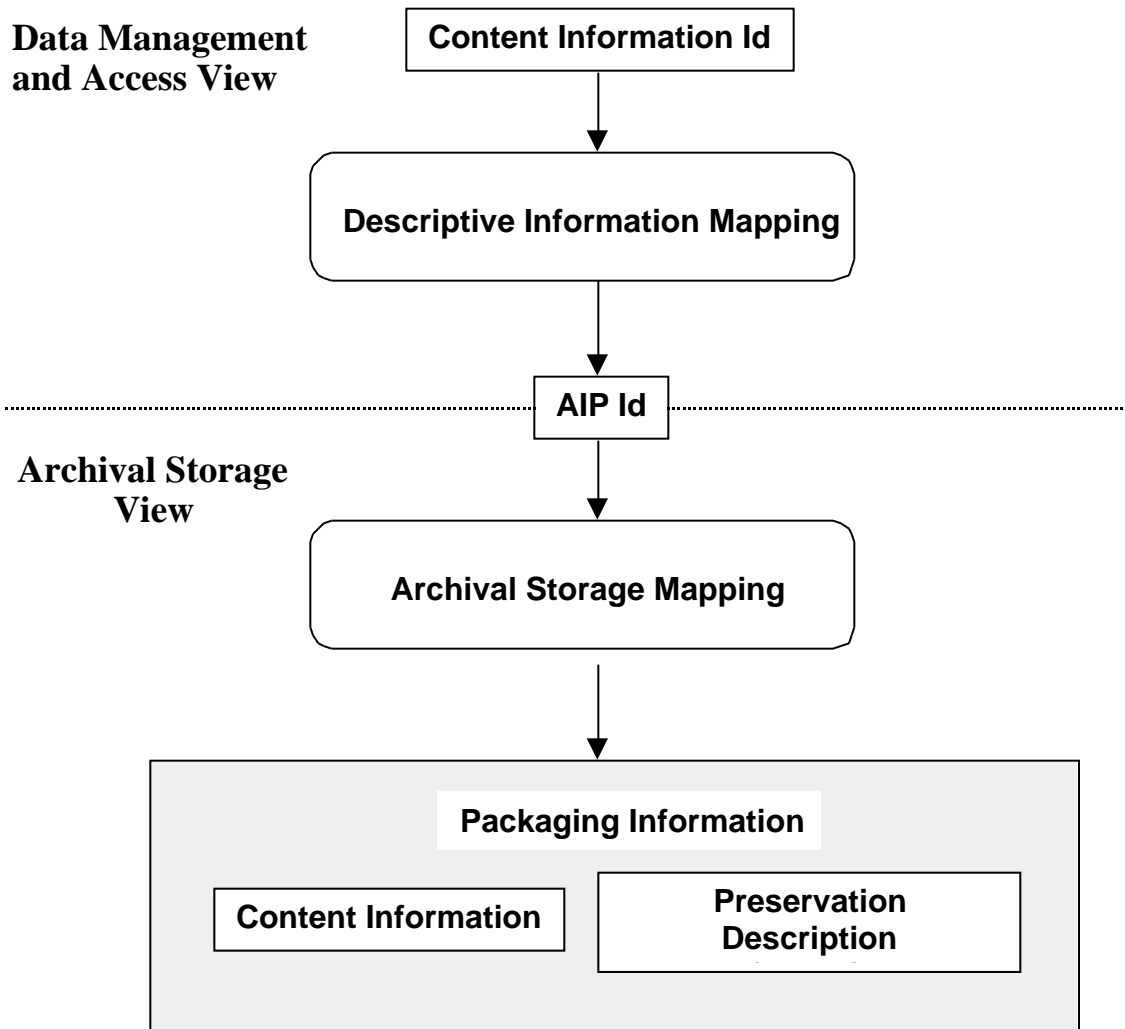 Data Management
and Access View
Content Information Id
Descriptive Information Mapping
AIP Id
Archival Storage
View
Archival Storage Mapping
Packaging Information
Content Information
Preservation
Description